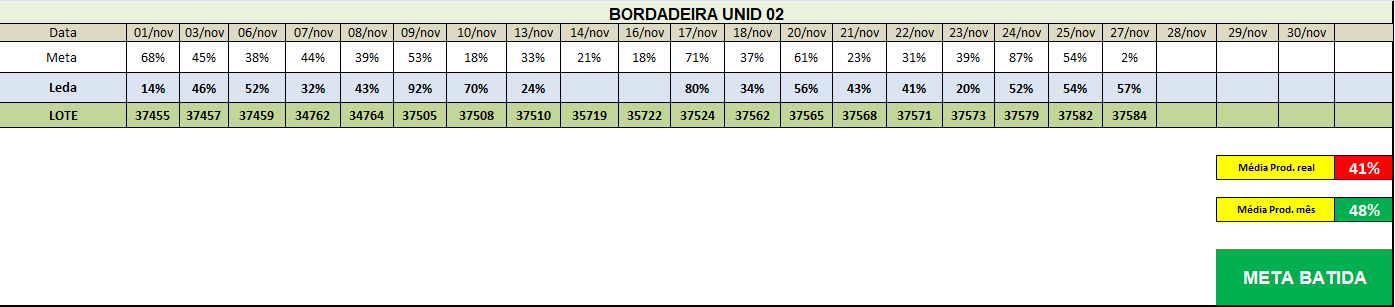 BORDADEIRA UNID 02
Data 01/nov 03/nov 06/nov 07/nov 08/nov 09/nov 10/nov 13/nov 14/nov 16/nov 17/nov 18/nov 20/nov 21/nov 22/nov 23/nov 24/nov 25/nov 27/nov 28/nov 29/nov 30/nov
Meta 68% 45% 38% 44% 39% 53% 18% 33% 21% 18% 71% 37% 61% 23% 31% 39% 87% 54% 2%
Leda 14% 46% 52% 32% 43% 92% 70% 24% 80% 34% 56% 43% 41% 20% 52% 54% 57%
LOTE 37455 37457 37459 34762 34764 37505 37508 37510 35719 35722 37524 37562 37565 37568 37571 37573 37579 37582 37584
Média Prod. real 41%
Média Prod. mês 48%
META BATIDA